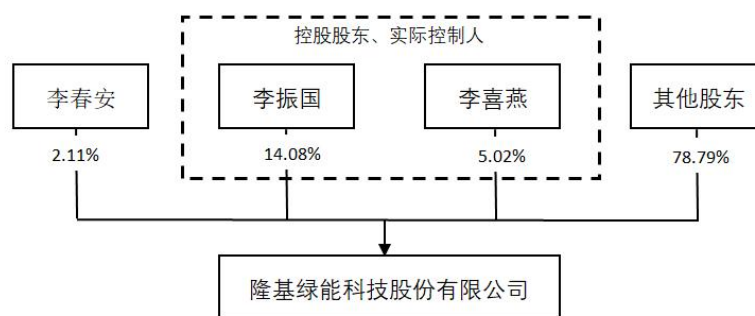 控股股东、实际控制人
李春安
李振国
李喜燕
其他股东
2.11%
14.08%
5.02%
78.79%
隆基绿能科技股份有限公司